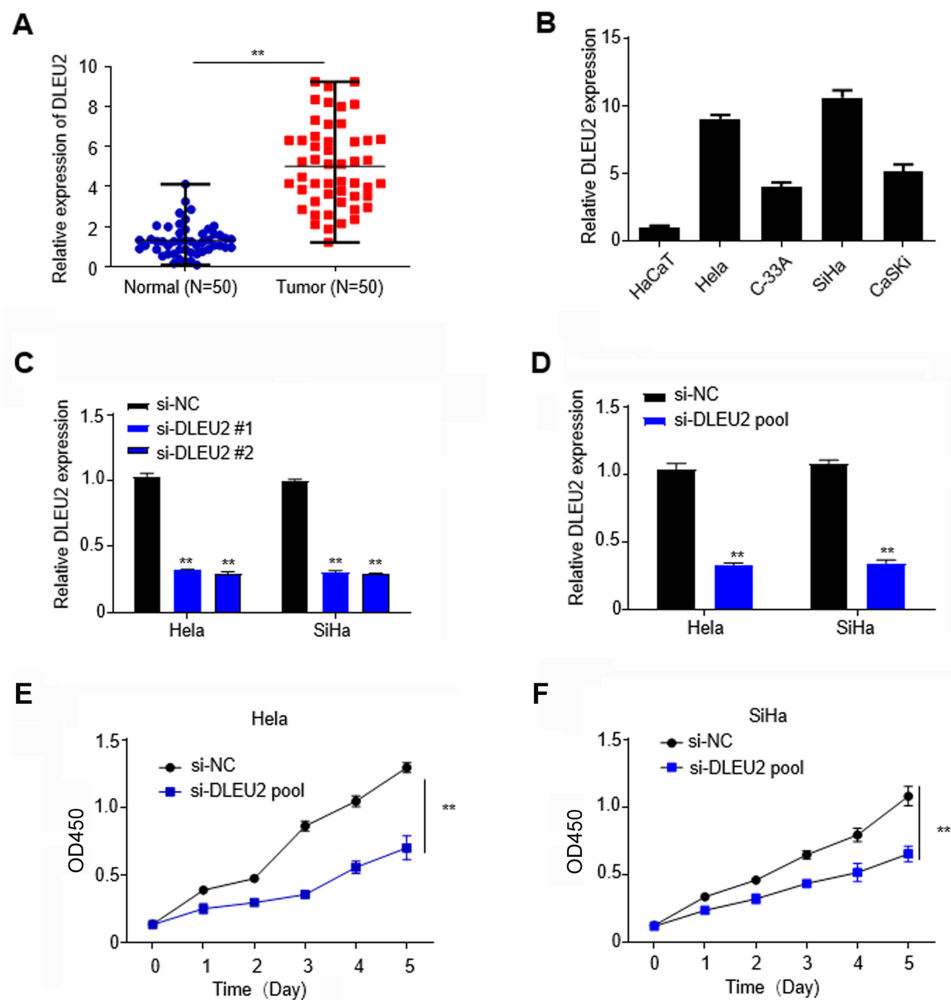 A
Relative expression of DLEU2
**
10
8
6
4
2
0
Normal (N=50)
Tumor (N=50)
B
Relative DLEU2 expression
15
10
5
0
HaCaT
Hela
C-33A
SiHa
CaSKi
C
si-NC
si-DLEU2 #1
si-DLEU2 #2
Relative DLEU2 expression
1.5
1.0
0.5
0
** **
** **
Hela
SiHa
D
si-NC
si-DLEU2 pool
Relative DLEU2 expression
1.5
1.0
0.5
0
**
**
Hela
SiHa
E
Hela
si-NC
si-DLEU2 pool
OD450
1.5
1.0
0.5
0
**
0 1 2 3 4 5
Time (Day)
F
SiHa
si-NC
si-DLEU2 pool
OD450
1.5
1.0
0.5
0
**
0 1 2 3 4 5
Time (Day)